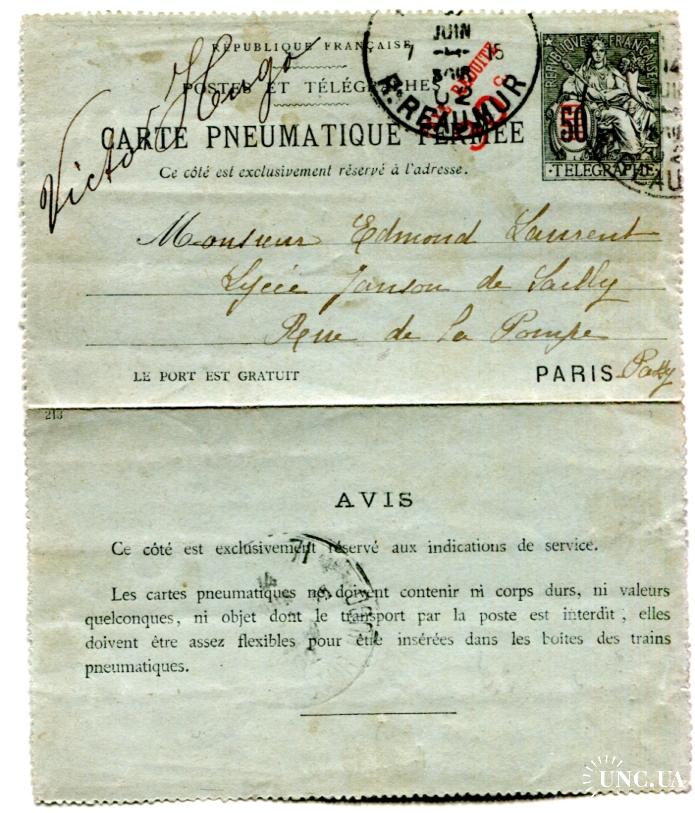 RÉPUBLIQUE FRANÇAISE
POSTES ET TÉLÉGRAPHES
CARTE PNEUMATIQUE FERMÉE
Ce côté est exclusivement réservé à l'adresse.
Victor Hugo
JUIN
R. REAUMUR
REPUBLIQUE FRANÇAISE
50
TÉLÉGRAPHE
Monsieur Edmond Laurent
Lycée Janson de Sailly
Rue de la Pompe
LE PORT EST GRATUIT
PARIS-Passy
213
AVIS
Ce côté est exclusivement réservé aux indications de service.
Les cartes pneumatiques ne doivent contenir ni corps durs, ni valeurs
quelconques, ni objet dont le transport par la poste est interdit, elles
doivent être assez flexibles pour être insérées dans les boites des trains
pneumatiques.
UNC.UA